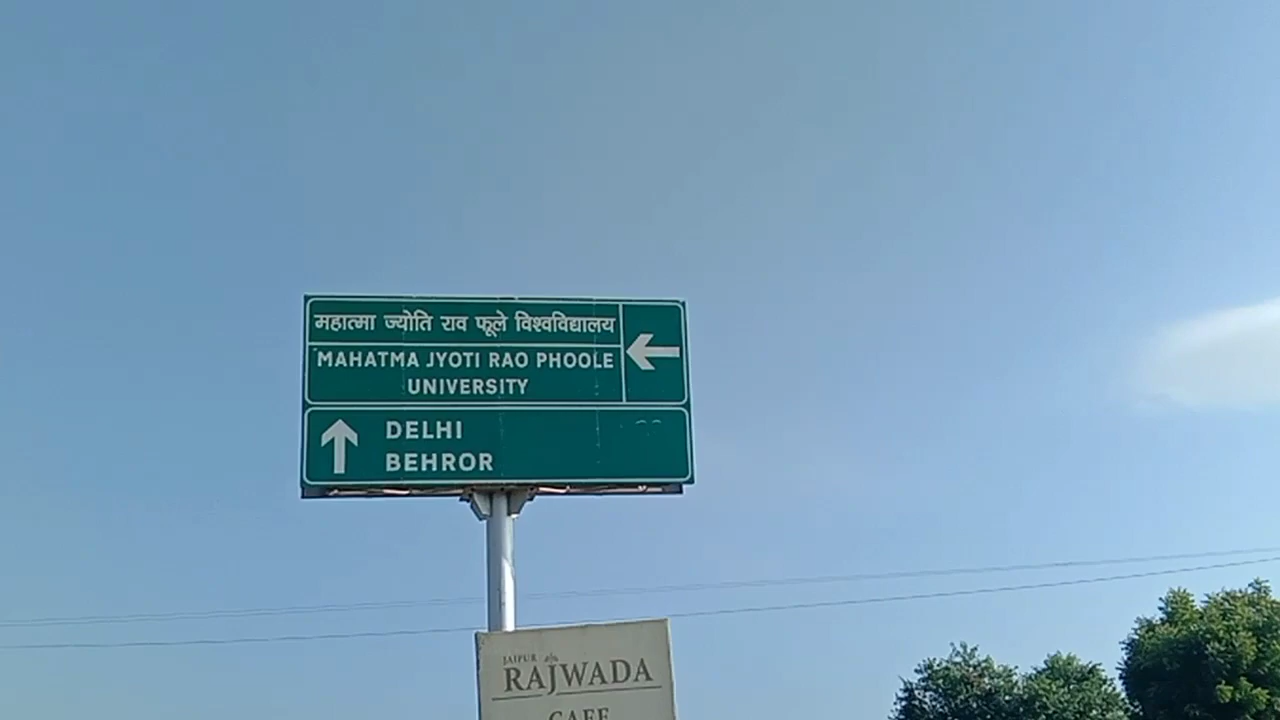 महात्मा ज्योति राव फूले विश्वविद्यालय
MAHATMA JYOTI RAO PHOOLE
UNIVERSITY
DELHI
BEHROR
JAIPUR
RAJWADA
CAFE